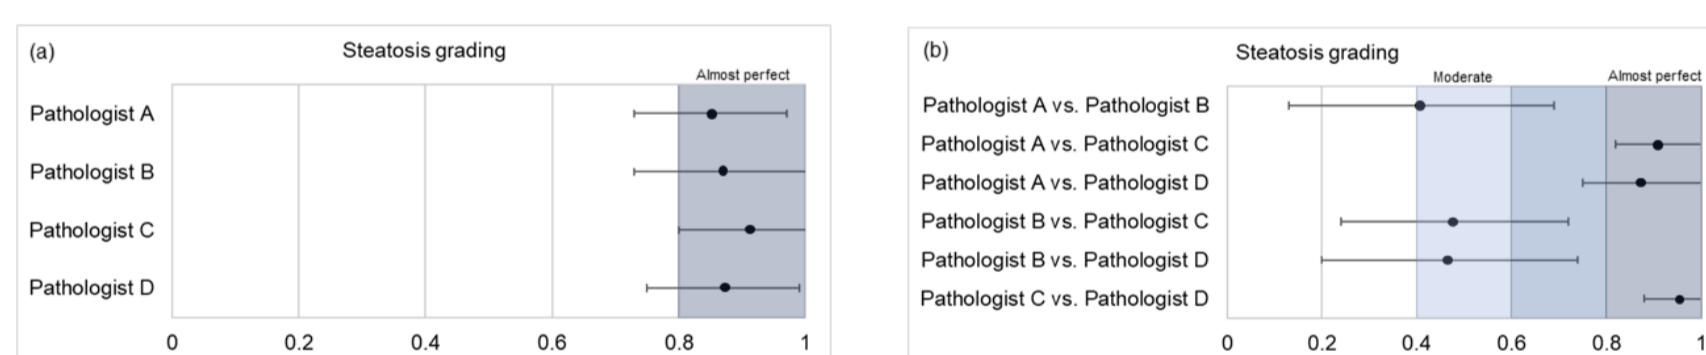 (a)
Steatosis grading
Almost perfect
Pathologist A
Pathologist B
Pathologist C
Pathologist D
0 0.2 0.4 0.6 0.8 1
(b)
Steatosis grading
Moderate Almost perfect
Pathologist A vs. Pathologist B
Pathologist A vs. Pathologist C
Pathologist A vs. Pathologist D
Pathologist B vs. Pathologist C
Pathologist B vs. Pathologist D
Pathologist C vs. Pathologist D
0 0.2 0.4 0.6 0.8 1